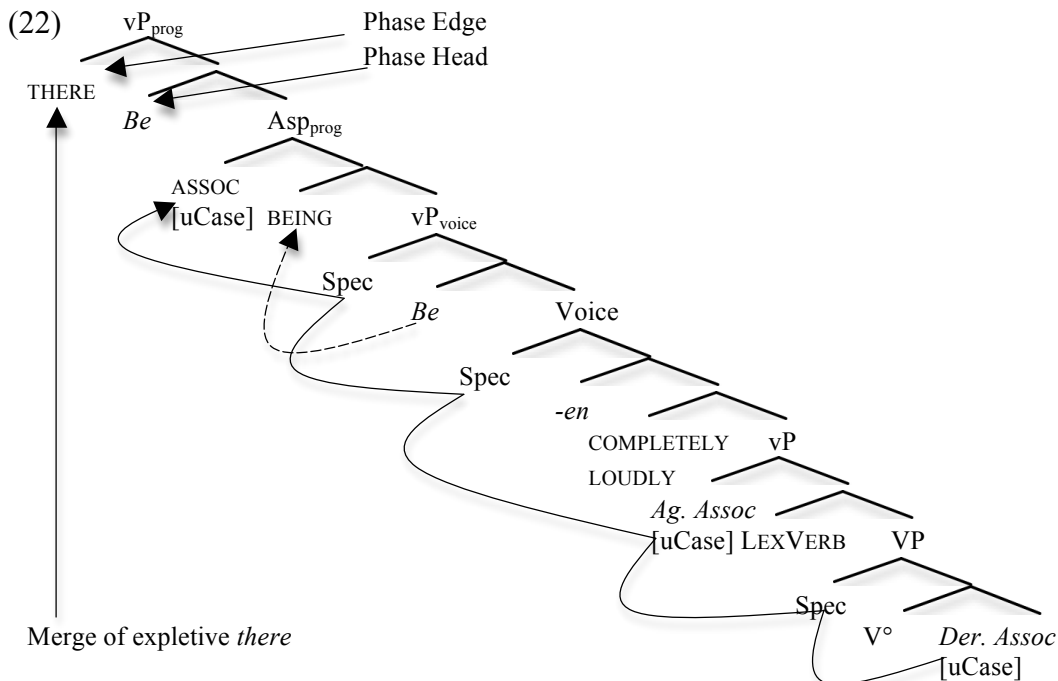 (22) vPprog Phase Edge
Phase Head
THERE
Be Aspprog
ASSOC
[uCase] BEING vPvoice
Spec
Be Voice
Spec
-en
COMPLETELY vP
LOUDLY
Ag. Assoc
[uCase] LEXVERB VP
Spec
Merge of expletive there V° Der. Assoc
[uCase]